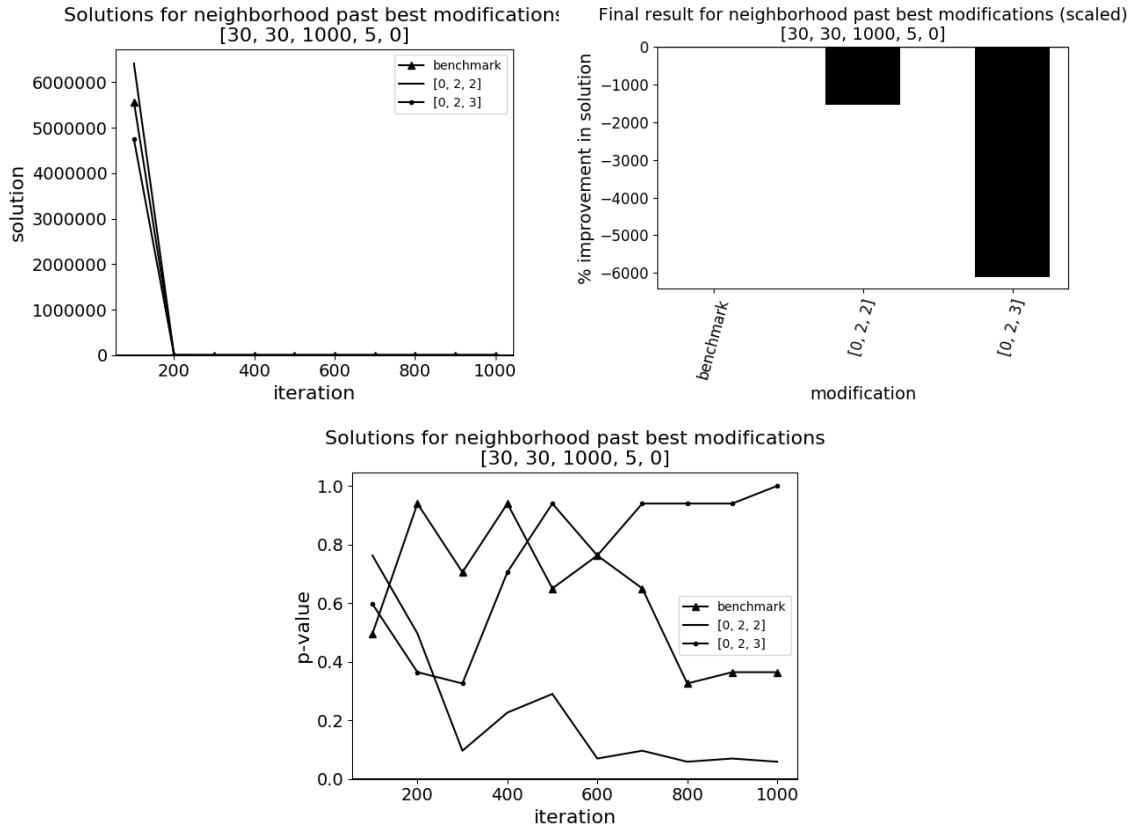 Solutions for neighborhood past best modifications
[30, 30, 1000, 5, 0]
benchmark
[0, 2, 2]
[0, 2, 3]
6000000
5000000
4000000
3000000
2000000
1000000
0
solution
200
400
600
800
1000
iteration
Final result for neighborhood past best modifications (scaled)
[30, 30, 1000, 5, 0]
0
−1000
−2000
−3000
−4000
−5000
−6000
% improvement in solution
benchmark
[0, 2, 2]
[0, 2, 3]
modification
Solutions for neighborhood past best modifications
[30, 30, 1000, 5, 0]
1.0
0.8
0.6
0.4
0.2
0.0
p-value
benchmark
[0, 2, 2]
[0, 2, 3]
200
400
600
800
1000
iteration